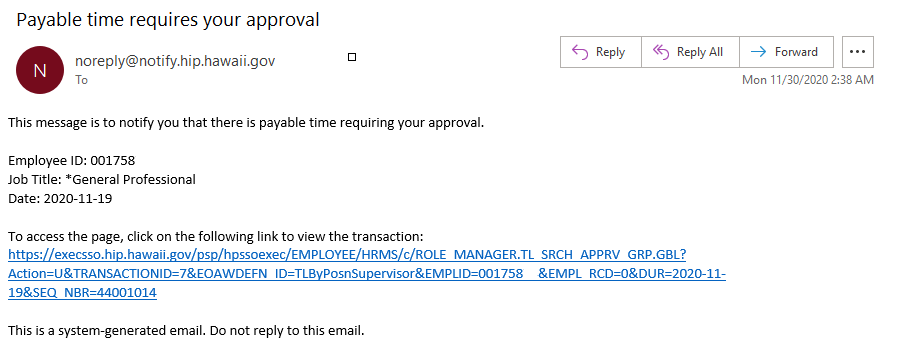 Payable time requires your approval
N
noreply@notify.hip.hawaii.gov
To
Reply
Reply All
Forward
...
Mon 11/30/2020 2:38 AM
This message is to notify you that there is payable time requiring your approval.
Employee ID: 001758
Job Title: *General Professional
Date: 2020-11-19
To access the page, click on the following link to view the transaction:
https://execsso.hip.hawaii.gov/psp/hpssoexec/EMPLOYEE/HRMS/c/ROLE_MANAGER.TL_SRCH_APPRV_GRP.GBL?
Action=U&TRANSACTIONID=7&EOAWDEFN_ID=TLByPosnSupervisor&EMPLID=001758    &EMPL_RCD=0&DUR=2020-11-
19&SEQ_NBR=44001014
This is a system-generated email. Do not reply to this email.